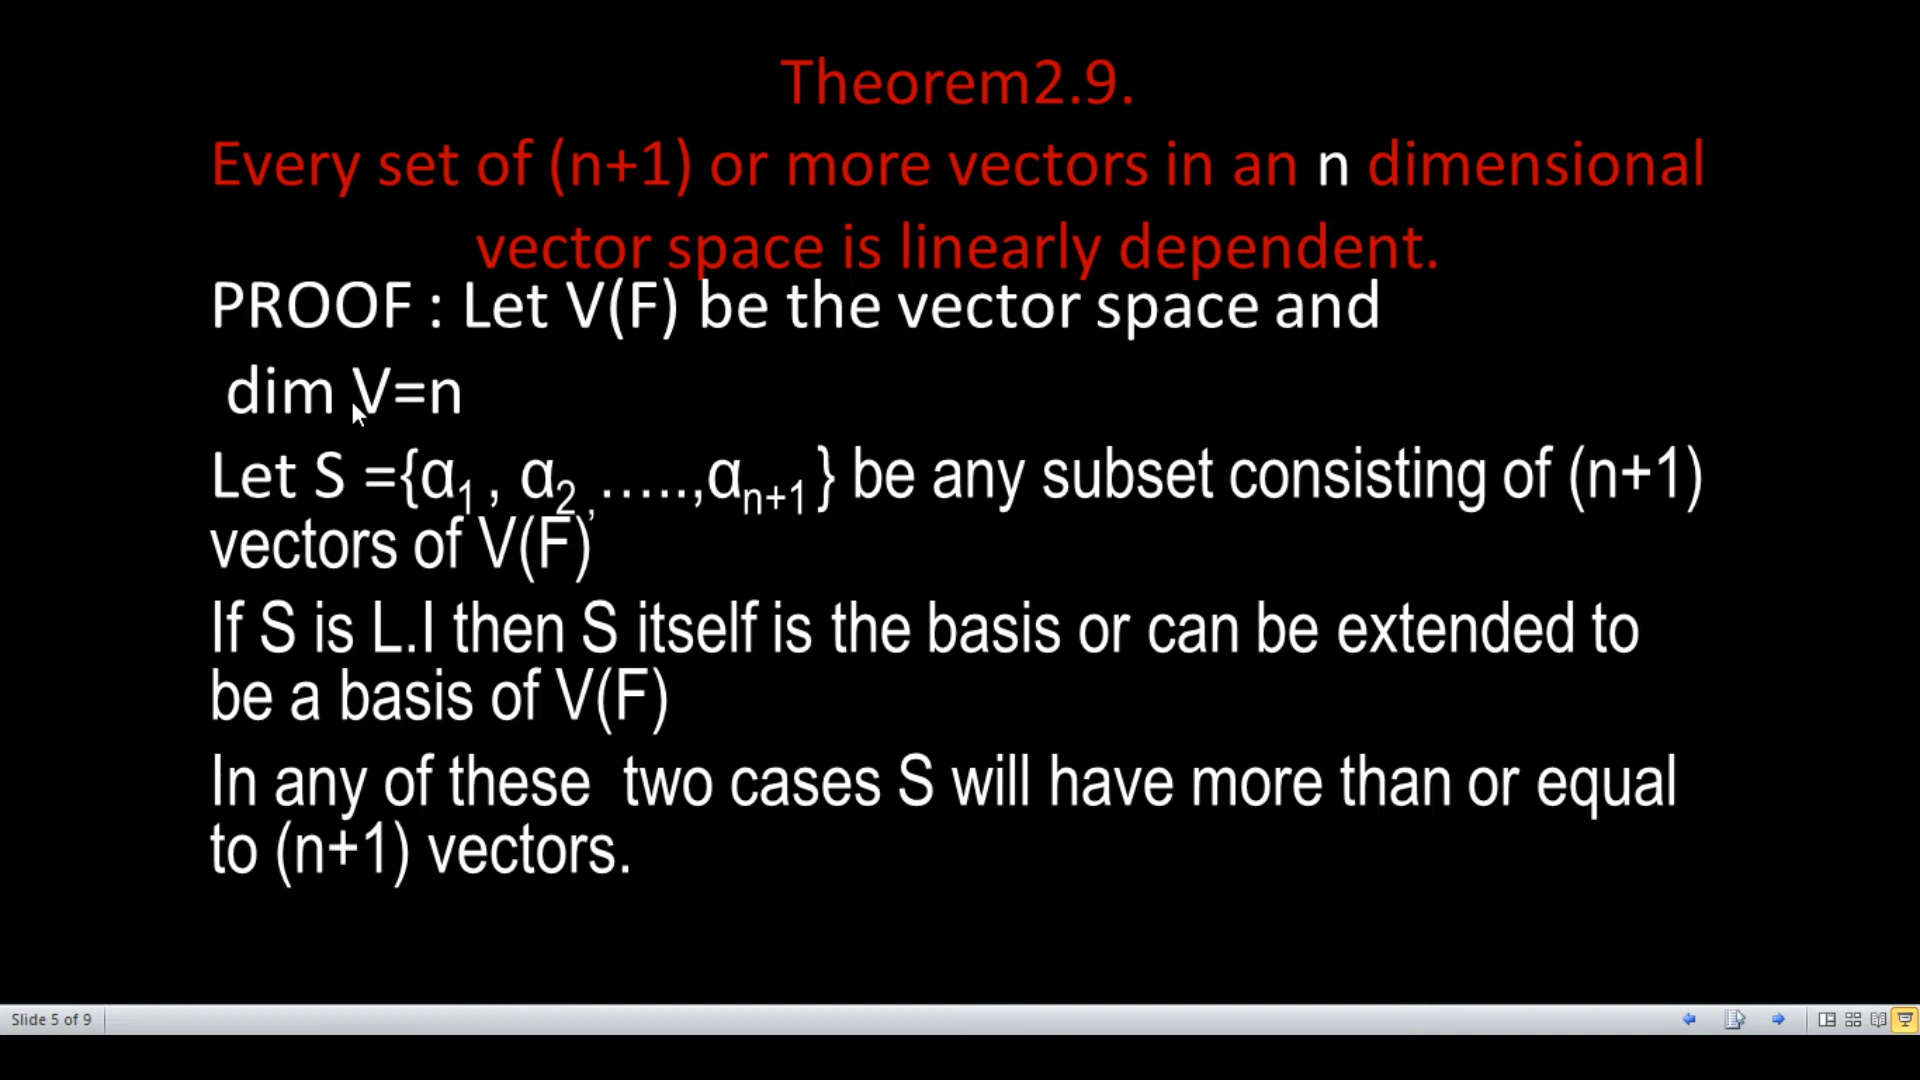 Theorem2.9.
Every set of (n+1) or more vectors in an n dimensional
vector space is linearly dependent.
PROOF : Let V(F) be the vector space and
dim V=n
Let S ={α₁ , α₂ ,.....,αₙ₊₁ } be any subset consisting of (n+1)
vectors of V(F)
If S is L.I then S itself is the basis or can be extended to
be a basis of V(F)
In any of these two cases S will have more than or equal
to (n+1) vectors.
Slide 5 of 9